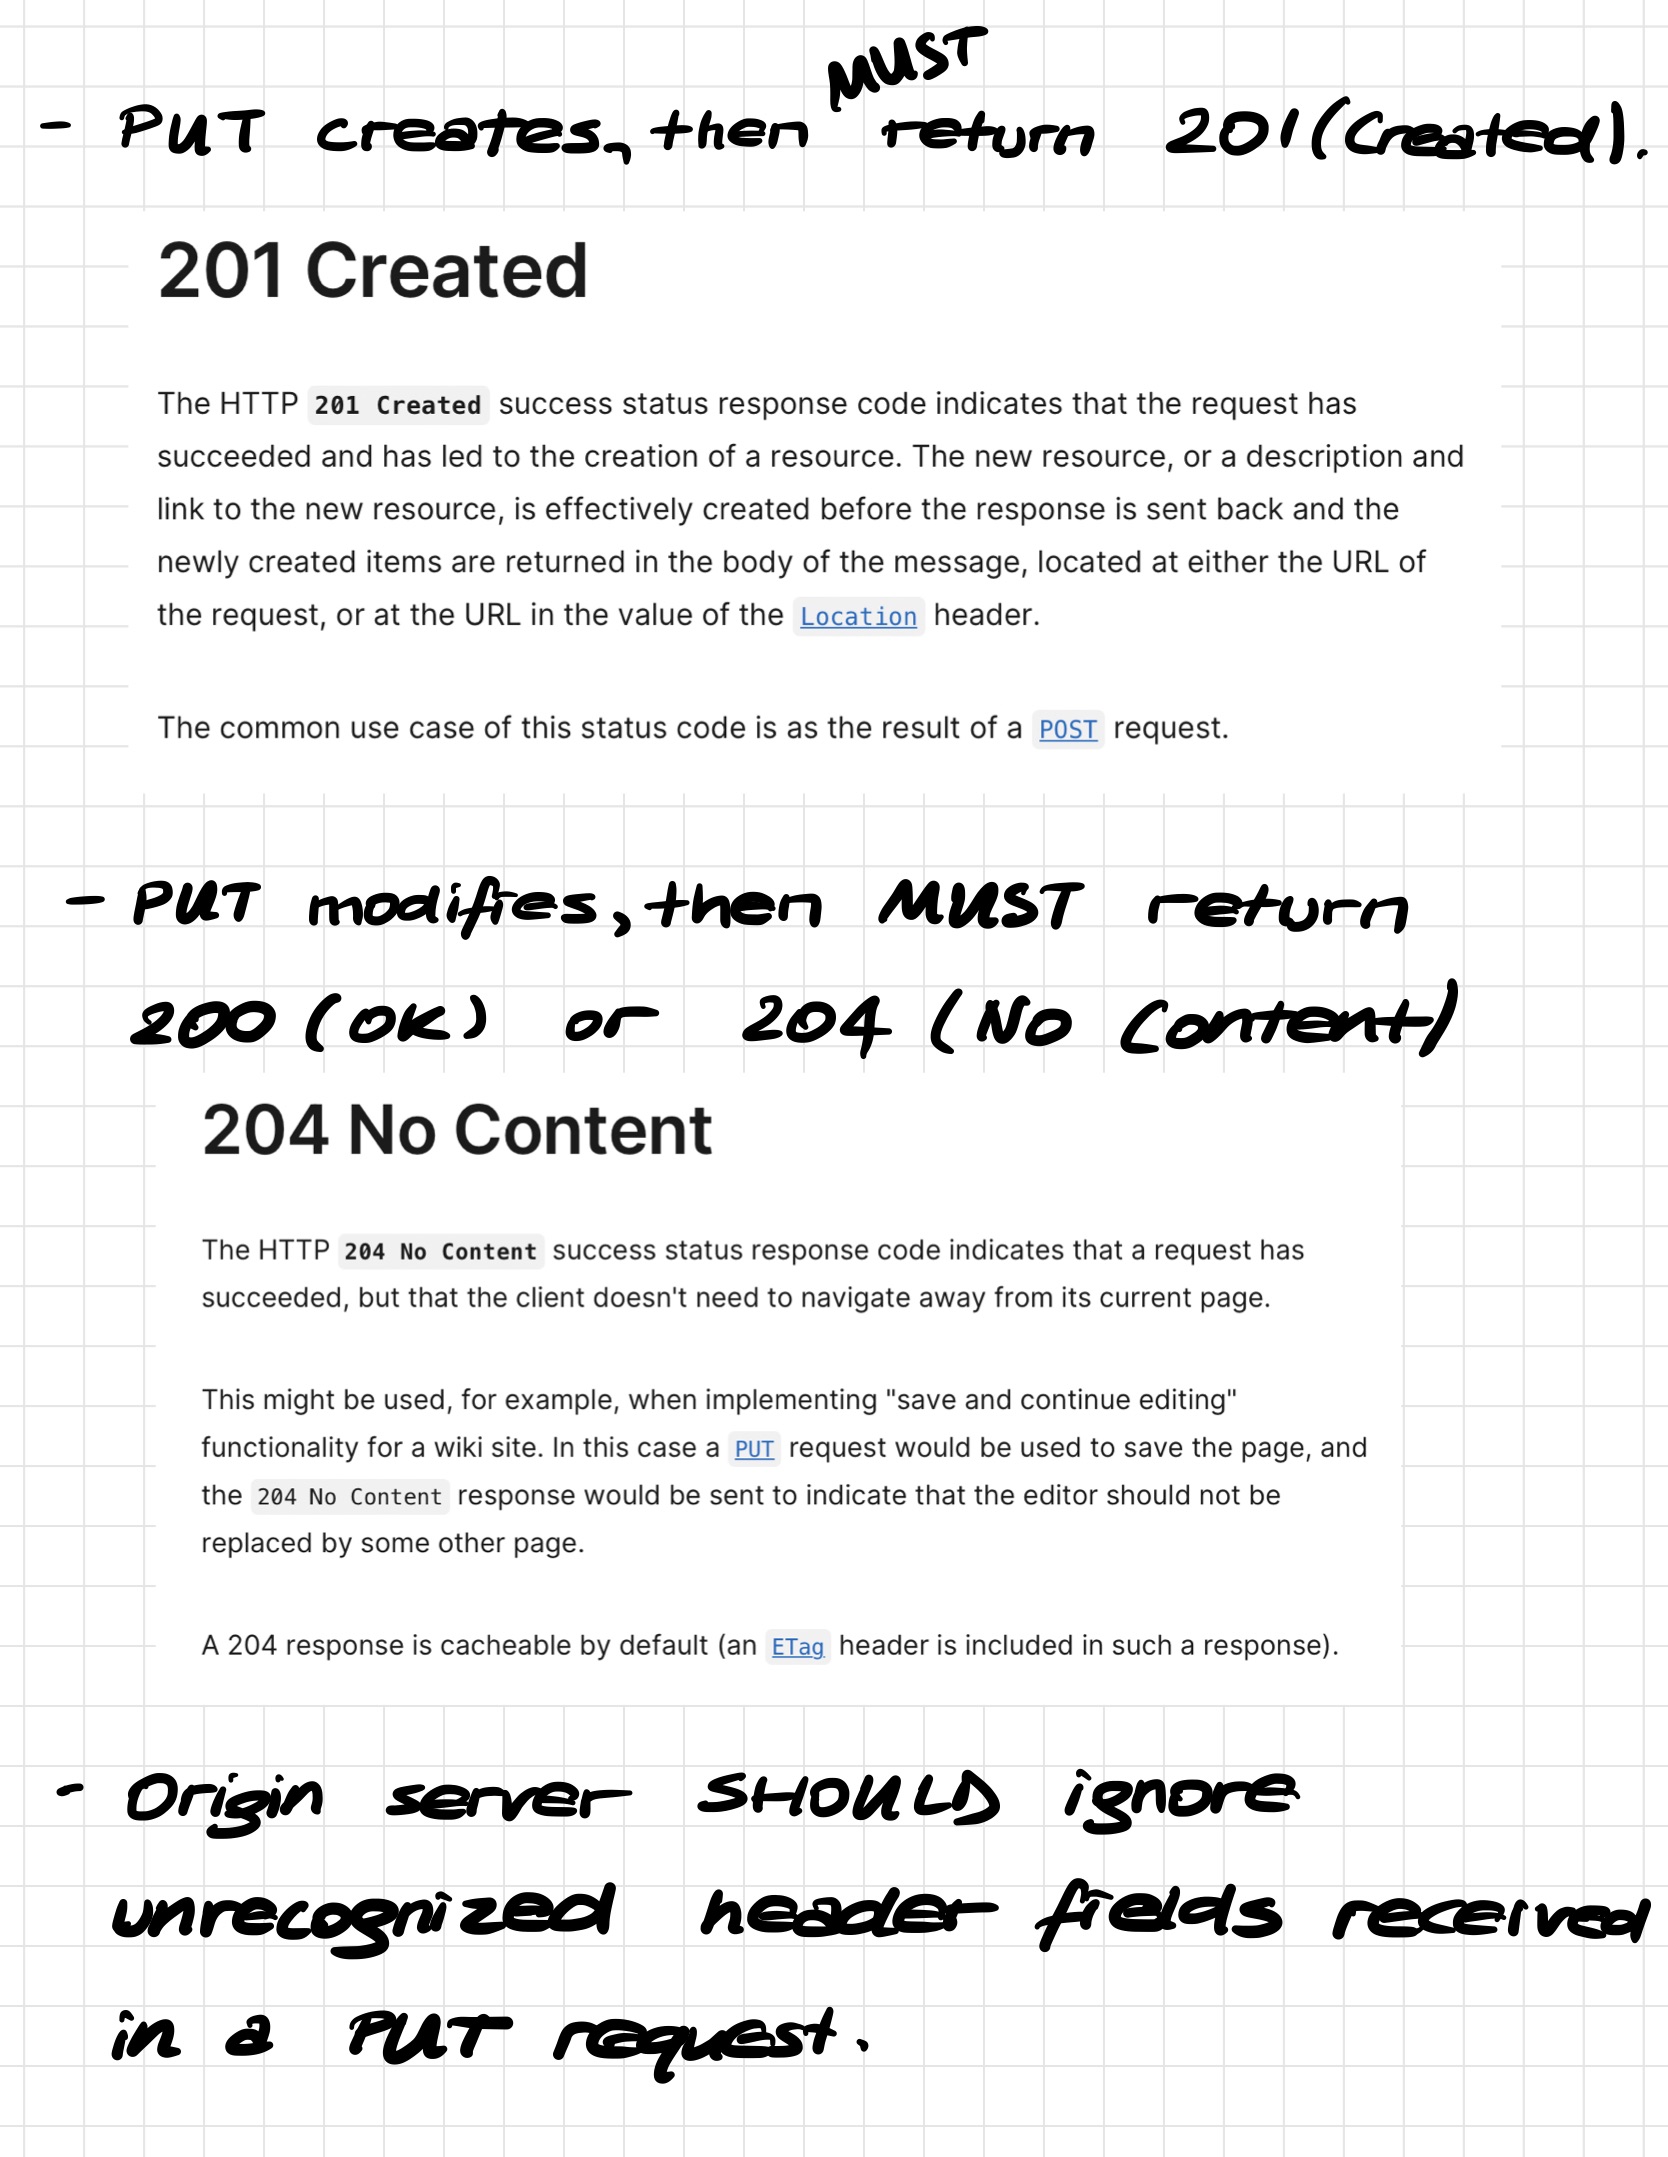 - PUT creates, then MUST return 201 (Created).
201 Created
The HTTP 201 Created success status response code indicates that the request has
succeeded and has led to the creation of a resource. The new resource, or a description and
link to the new resource, is effectively created before the response is sent back and the
newly created items are returned in the body of the message, located at either the URL of
the request, or at the URL in the value of the Location header.
The common use case of this status code is as the result of a POST request.
- PUT modifies, then MUST return
200 (OK) or 204 (No Content)
204 No Content
The HTTP 204 No Content success status response code indicates that a request has
succeeded, but that the client doesn't need to navigate away from its current page.
This might be used, for example, when implementing "save and continue editing"
functionality for a wiki site. In this case a PUT request would be used to save the page, and
the 204 No Content response would be sent to indicate that the editor should not be
replaced by some other page.
A 204 response is cacheable by default (an ETag header is included in such a response).
- Origin server SHOULD ignore
unrecognized header fields received
in a PUT request.